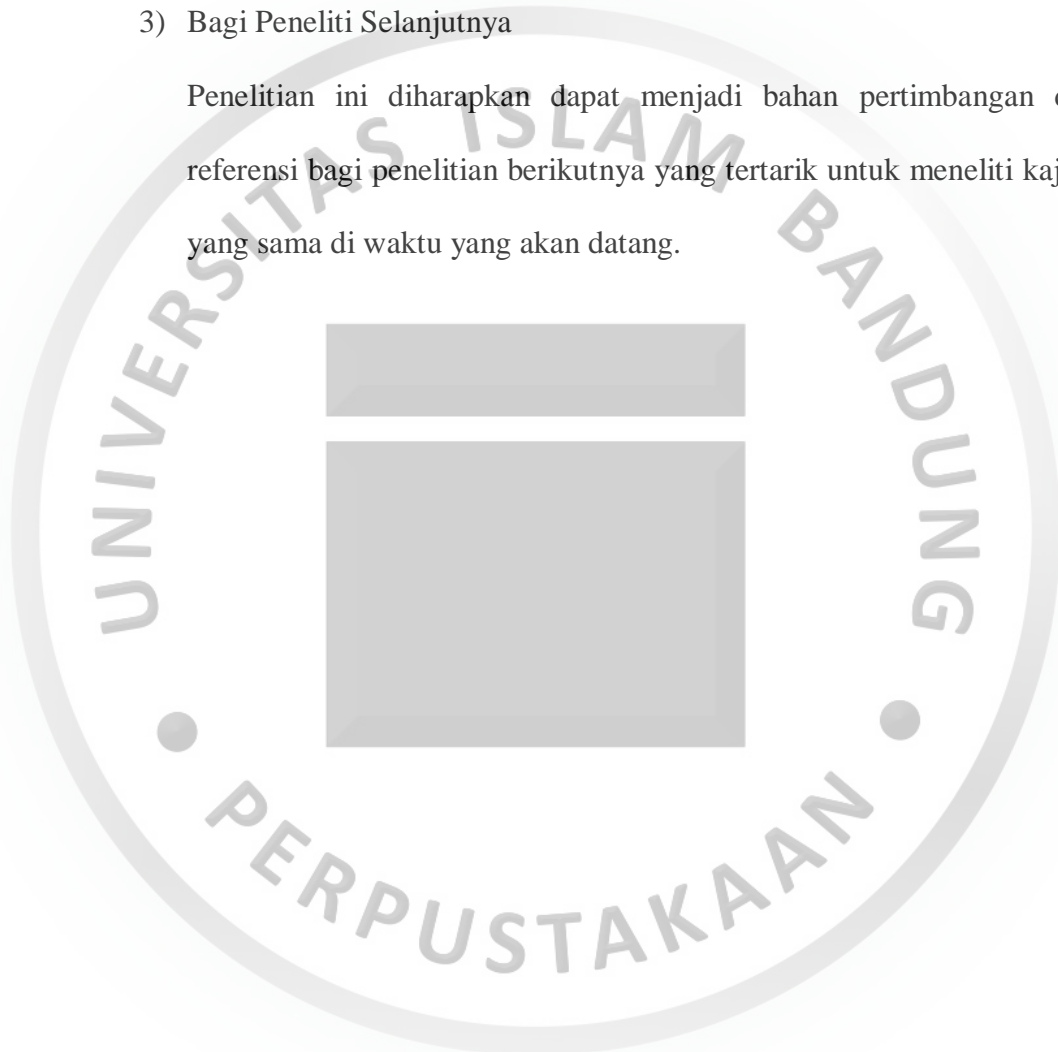 3) Bagi Peneliti Selanjutnya
Penelitian ini diharapkan dapat menjadi bahan pertimbangan
referensi bagi penelitian berikutnya yang tertarik untuk meneliti
yang sama di waktu yang akan datang.
UNIVERSITAS ISLAM BANDUNG
PERPUSTAKAAN